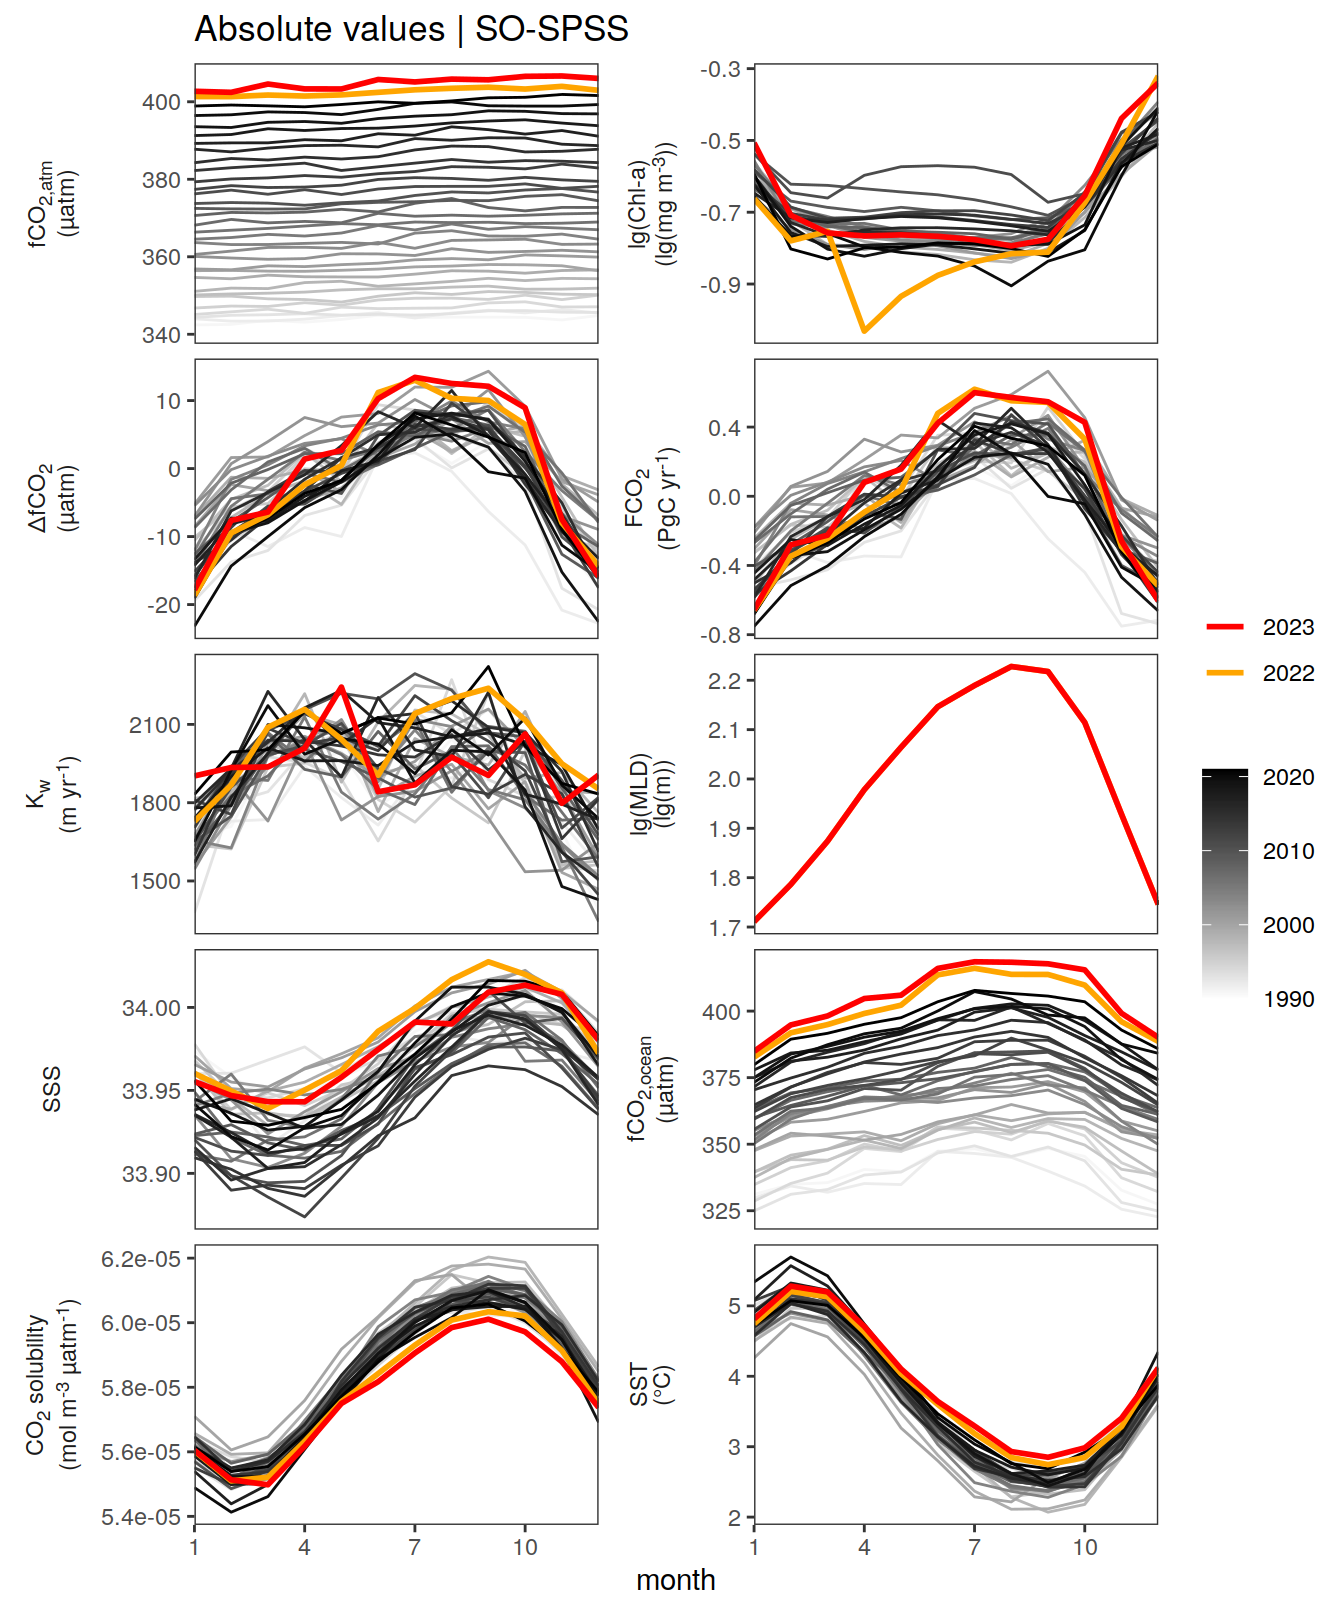 Absolute values | SO-SPSS
fCO2,atm
(µatm)
400
380
360
340
lg(Chl-a)
(lg(mg m-3))
-0.3
-0.5
-0.7
-0.9
ΔfCO2
(µatm)
10
0
-10
-20
FCO2
(PgC yr-1)
0.4
0.0
-0.4
-0.8
Kw
(m yr-1)
2100
1800
1500
lg(MLD)
(lg(m))
2.2
2.1
2.0
1.9
1.8
1.7
SSS
34.00
33.95
33.90
fCO2,ocean
(µatm)
400
375
350
325
CO2 solubility
(mol m-3 µatm-1)
6.2e-05
6.0e-05
5.8e-05
5.6e-05
5.4e-05
SST
(°C)
5
4
3
2
1 4 7 10
1 4 7 10
month
2023
2022
2020
2010
2000
1990